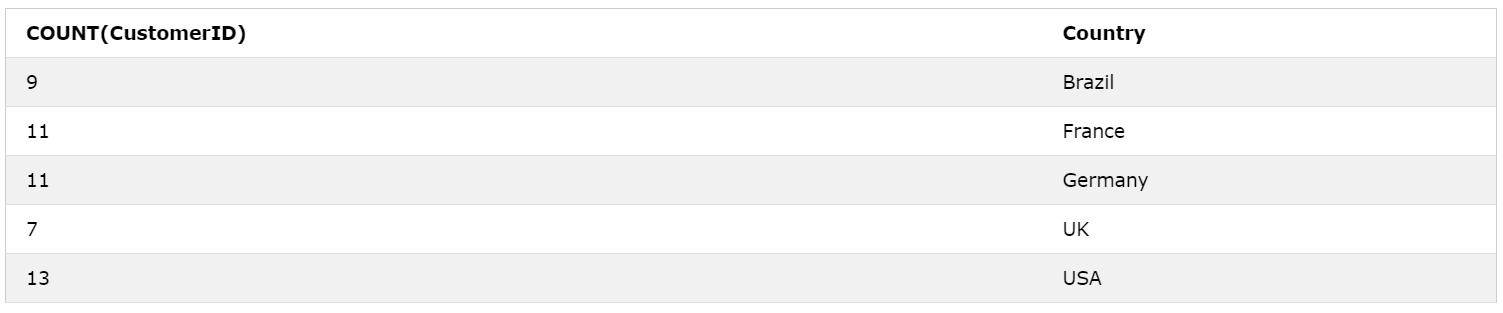 COUNT(CustomerID) Country
9 Brazil
11 France
11 Germany
7 UK
13 USA